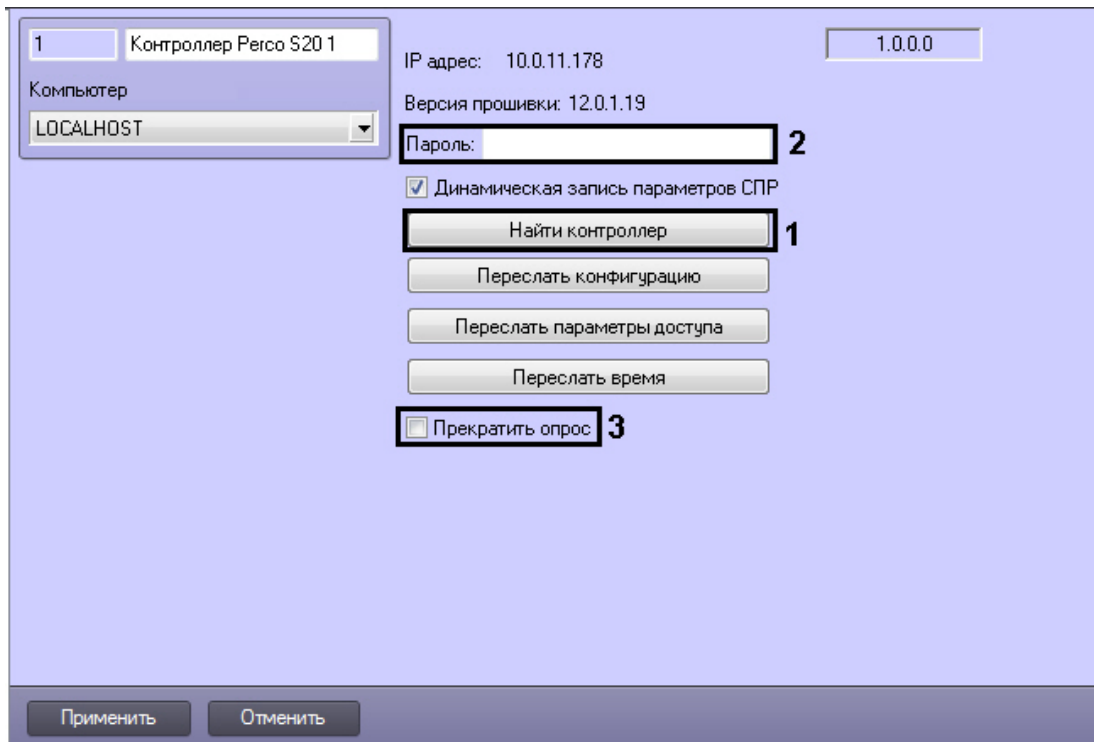 1
Контроллер Perco S20 1
Компьютер
LOCALHOST
IP адрес: 10.0.11.178
1.0.0.0
Версия прошивки: 12.0.1.19
Пароль:
2
Динамическая запись параметров СПР
Найти контроллер
1
Переслать конфигурацию
Переслать параметры доступа
Переслать время
Прекратить опрос
3
Применить
Отменить